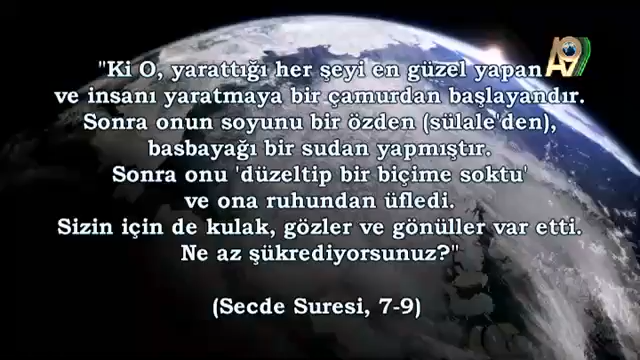 A9
"Ki O, yarattığı her şeyi en güzel yapan
ve insanı yaratmaya bir çamurdan başlayandır.
Sonra onun soyunu bir özden (sülale'den),
basbayağı bir sudan yapmıştır.
Sonra onu 'düzeltip bir biçime soktu'
ve ona ruhundan üfledi.
Sizin için de kulak, gözler ve gönüller var etti.
Ne az şükrediyorsunuz?"
(Secde Suresi, 7-9)